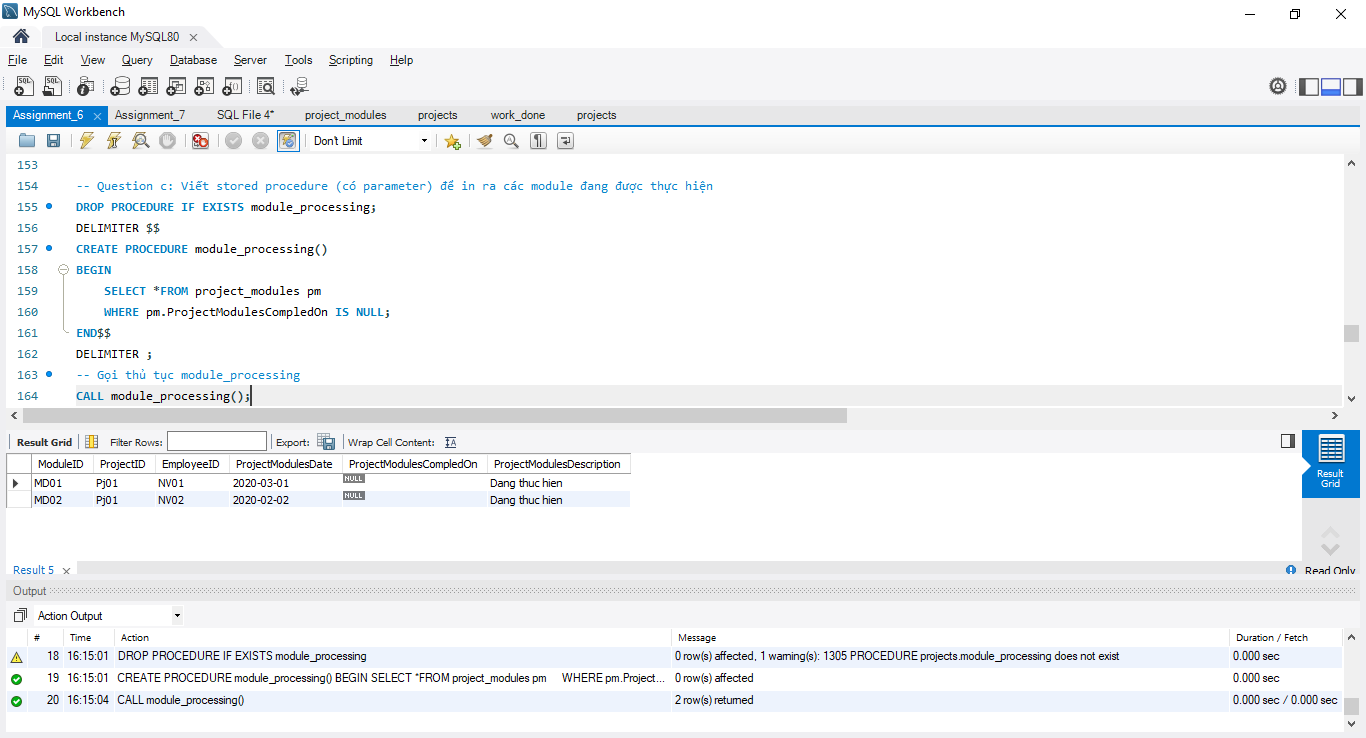 MySQL Workbench
Local instance MySQL80
File Edit View Query Database Server Tools Scripting Help
Assignment_6 Assignment_7 SQL File 4* project_modules projects work_done projects
Don't Limit
153
154 -- Question c: Viết stored procedure (có parameter) để in ra các module đang được thực hiện
155 DROP PROCEDURE IF EXISTS module_processing;
156 DELIMITER $$
157 CREATE PROCEDURE module_processing()
158 BEGIN
159 SELECT *FROM project_modules pm
160 WHERE pm.ProjectModulesCompledOn IS NULL;
161 END$$
162 DELIMITER ;
163 -- Gọi thủ tục module_processing
164 CALL module_processing();
Result Grid Filter Rows: Export: Wrap Cell Content: IA
ModuleID ProjectID EmployeeID ProjectModulesDate ProjectModulesCompledOn ProjectModulesDescription
MD01 Pj01 NV01 2020-03-01 NULL Dang thuc hien
MD02 Pj01 NV02 2020-02-02 NULL Dang thuc hien
Result
Grid
Result 5 Read Only
Output
Action Output
# Time Action Message Duration / Fetch
18 16:15:01 DROP PROCEDURE IF EXISTS module_processing 0 row(s) affected, 1 warning(s): 1305 PROCEDURE projects.module_processing does not exist 0.000 sec
19 16:15:01 CREATE PROCEDURE module_processing() BEGIN SELECT *FROM project_modules pm WHERE pm.Project... 0 row(s) affected 0.000 sec
20 16:15:04 CALL module_processing() 2 row(s) returned 0.000 sec / 0.000 sec